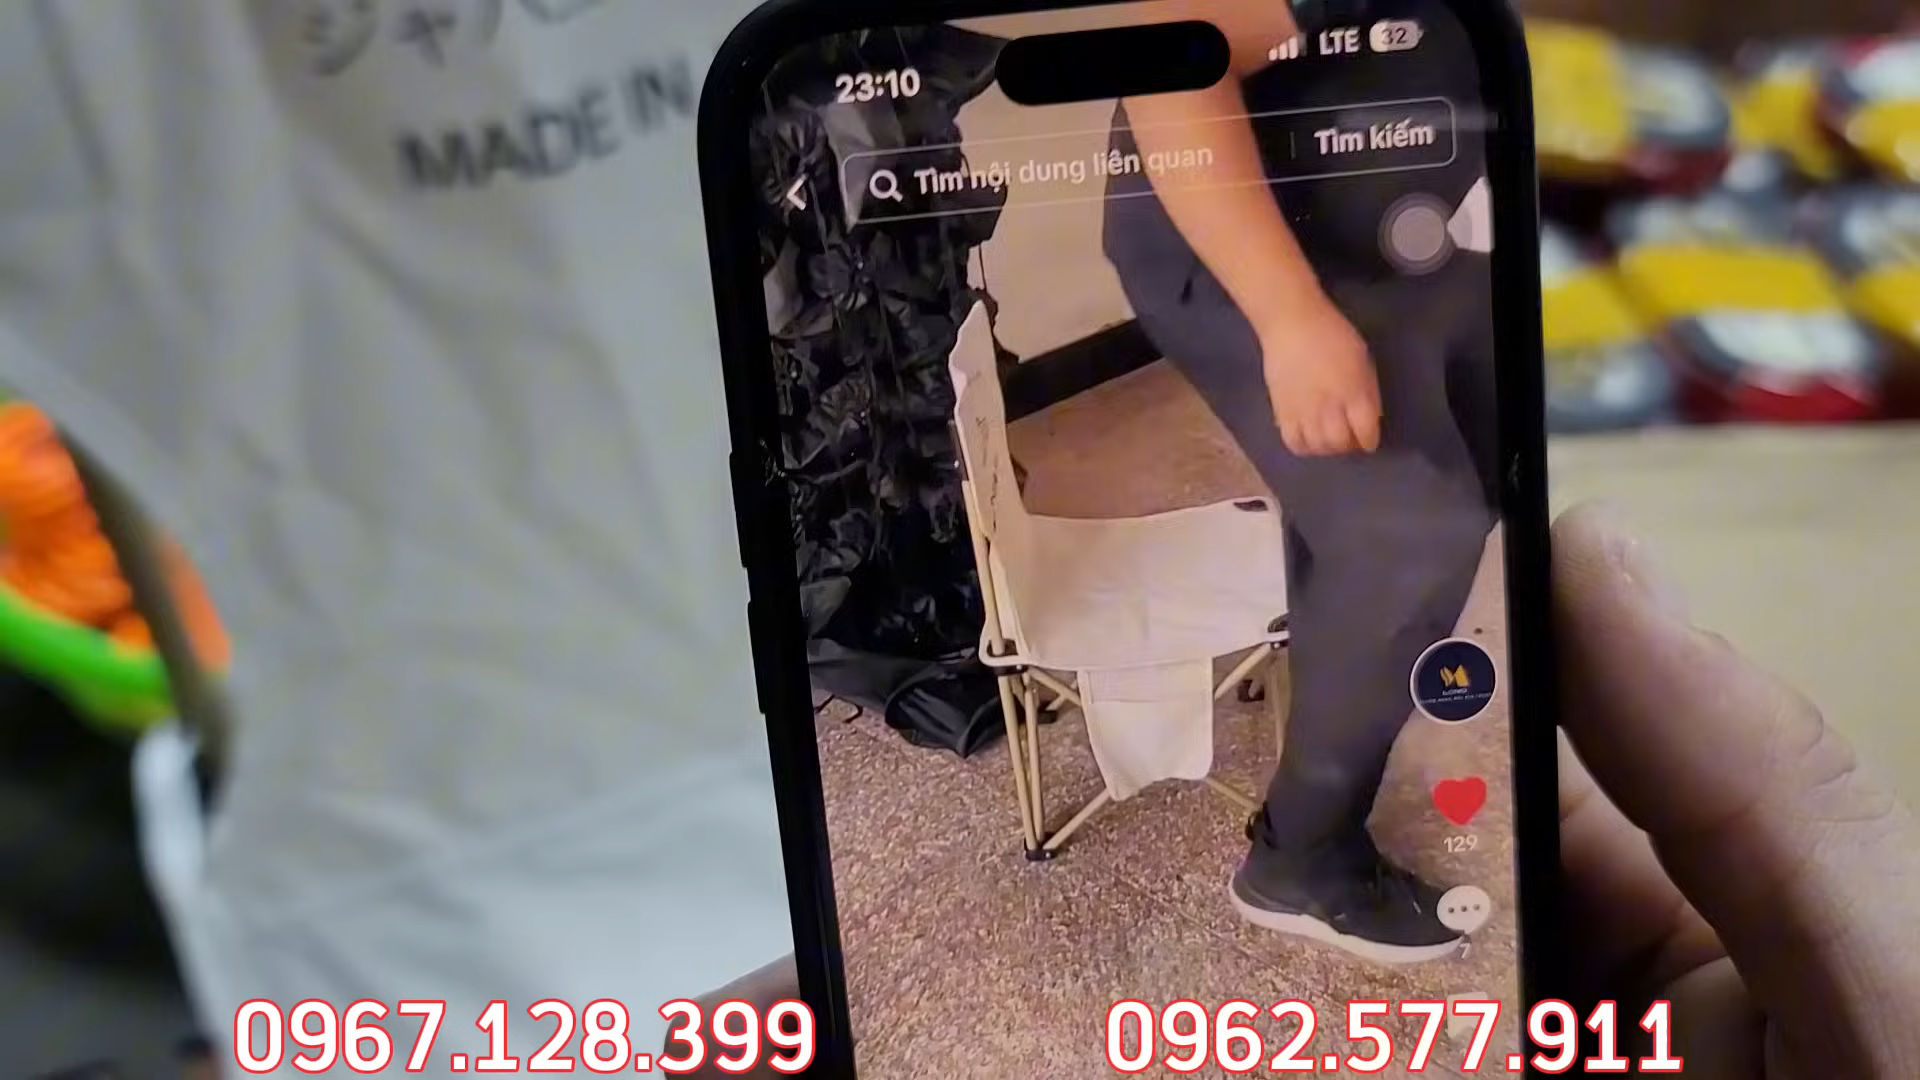 MADE IN
23:10
LTE 32
Tìm nội dung liên quan
Tìm kiếm
129
7
0967.128.399
0962.577.911